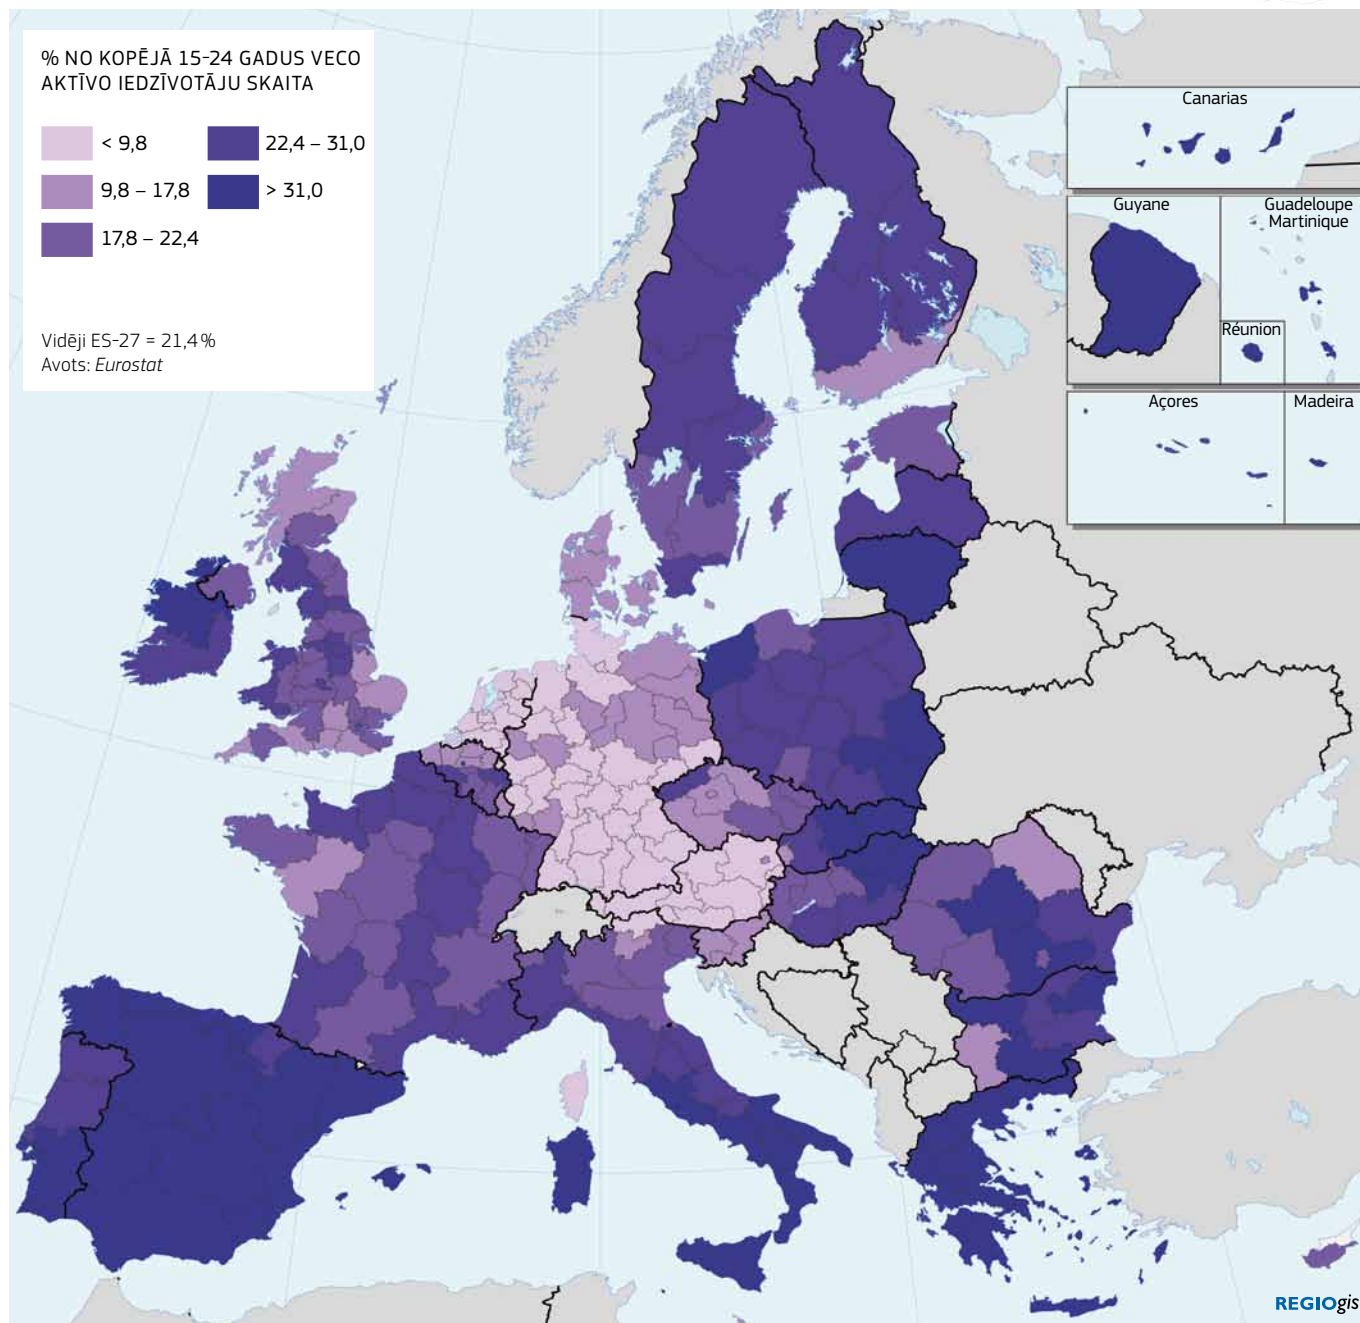 % NO KOPĒJĀ 15-24 GADUS VECO
AKTĪVO IEDZĪVOTĀJU SKAITA
< 9,8
9,8 – 17,8
17,8 – 22,4
22,4 – 31,0
> 31,0
Vidēji ES-27 = 21,4 %
Avots: Eurostat
Canarias
Guyane
Guadeloupe
Martinique
Réunion
Açores
Madeira
REGIOgis